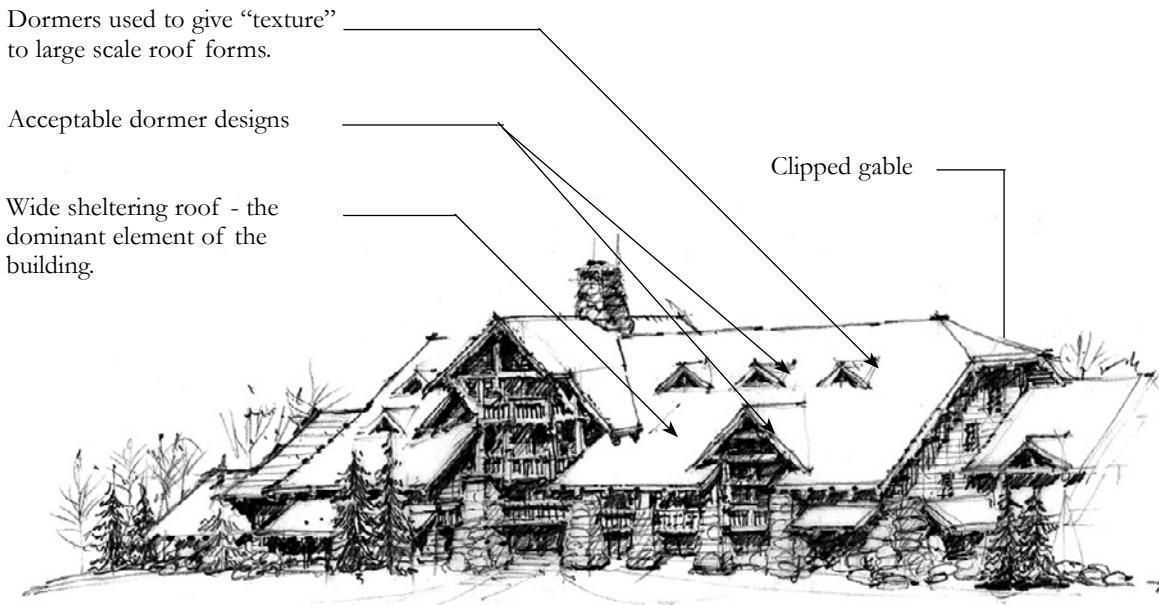 Dormers used to give “texture”
to large scale roof forms.
Acceptable dormer designs
Clipped gable
Wide sheltering roof - the
dominant element of the
building.